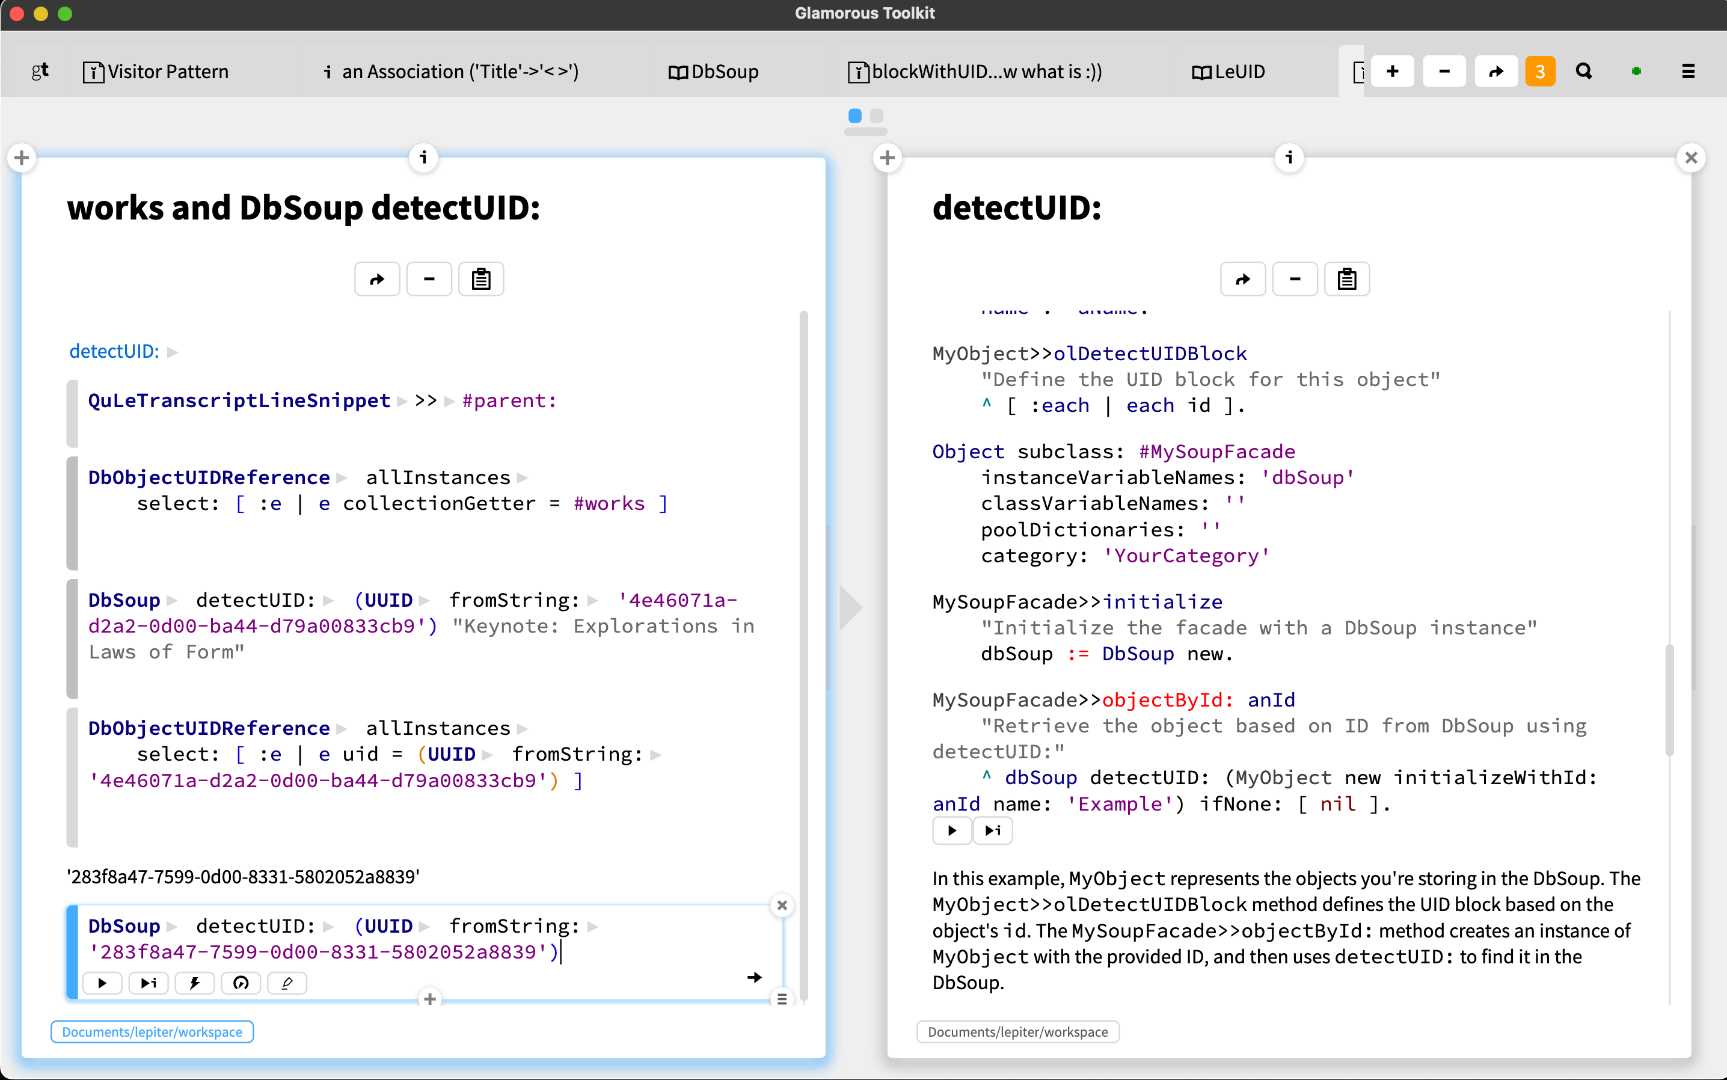 Glamorous Toolkit
gt
Visitor Pattern
i an Association ('Title'->'< >')
DbSoup
blockWithUID...w what is :))
LeUID
3
works and DbSoup detectUID:
detectUID:
QuLeTranscriptLineSnippet >> #parent:
DbObjectUIDReference allInstances
select: [ :e | e collectionGetter = #works ]
DbSoup detectUID: (UUID fromString: '4e46071a-
d2a2-0d00-ba44-d79a00833cb9') "Keynote: Explorations in
Laws of Form"
DbObjectUIDReference allInstances
select: [ :e | e uid = (UUID fromString:
'4e46071a-d2a2-0d00-ba44-d79a00833cb9') ]
'283f8a47-7599-0d00-8331-5802052a8839'
DbSoup detectUID: (UUID fromString:
'283f8a47-7599-0d00-8331-5802052a8839')
Documents/lepiter/workspace
detectUID:
MyObject>>olDetectUIDBlock
"Define the UID block for this object"
^ [ :each | each id ].
Object subclass: #MySoupFacade
instanceVariableNames: 'dbSoup'
classVariableNames: ''
poolDictionaries: ''
category: 'YourCategory'
MySoupFacade>>initialize
"Initialize the facade with a DbSoup instance"
dbSoup := DbSoup new.
MySoupFacade>>objectById: anId
"Retrieve the object based on ID from DbSoup using
detectUID:"
^ dbSoup detectUID: (MyObject new initializeWithId:
anId name: 'Example') ifNone: [ nil ].
In this example, MyObject represents the objects you're storing in the DbSoup. The
MyObject>>olDetectUIDBlock method defines the UID block based on the
object's id. The MySoupFacade>>objectById: method creates an instance of
MyObject with the provided ID, and then uses detectUID: to find it in the
DbSoup.
Documents/lepiter/workspace